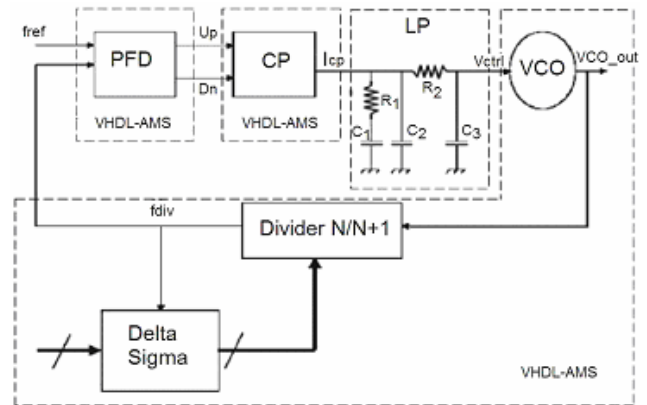 LP
fref
Up
PFD
CP
Icp
Vctrl
VCO
VCO_out
Dn
R1
R2
VHDL-AMS
VHDL-AMS
C1
C2
C3
fdiv
Divider N/N+1
Delta
Sigma
VHDL-AMS